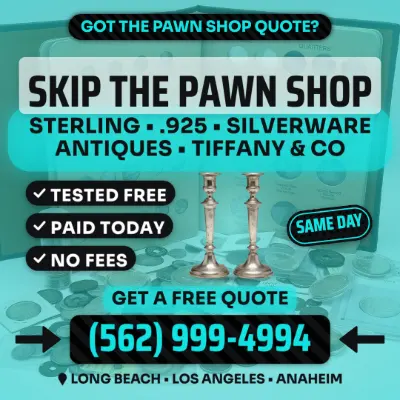 GOT THE PAWN SHOP QUOTE?
SKIP THE PAWN SHOP
STERLING ▪ .925 ▪ SILVERWARE
ANTIQUES ▪ TIFFANY & CO
✓ TESTED FREE
✓ PAID TODAY
✓ NO FEES
SAME DAY
GET A FREE QUOTE
(562) 999-4994
LONG BEACH ▪ LOS ANGELES ▪ ANAHEIM